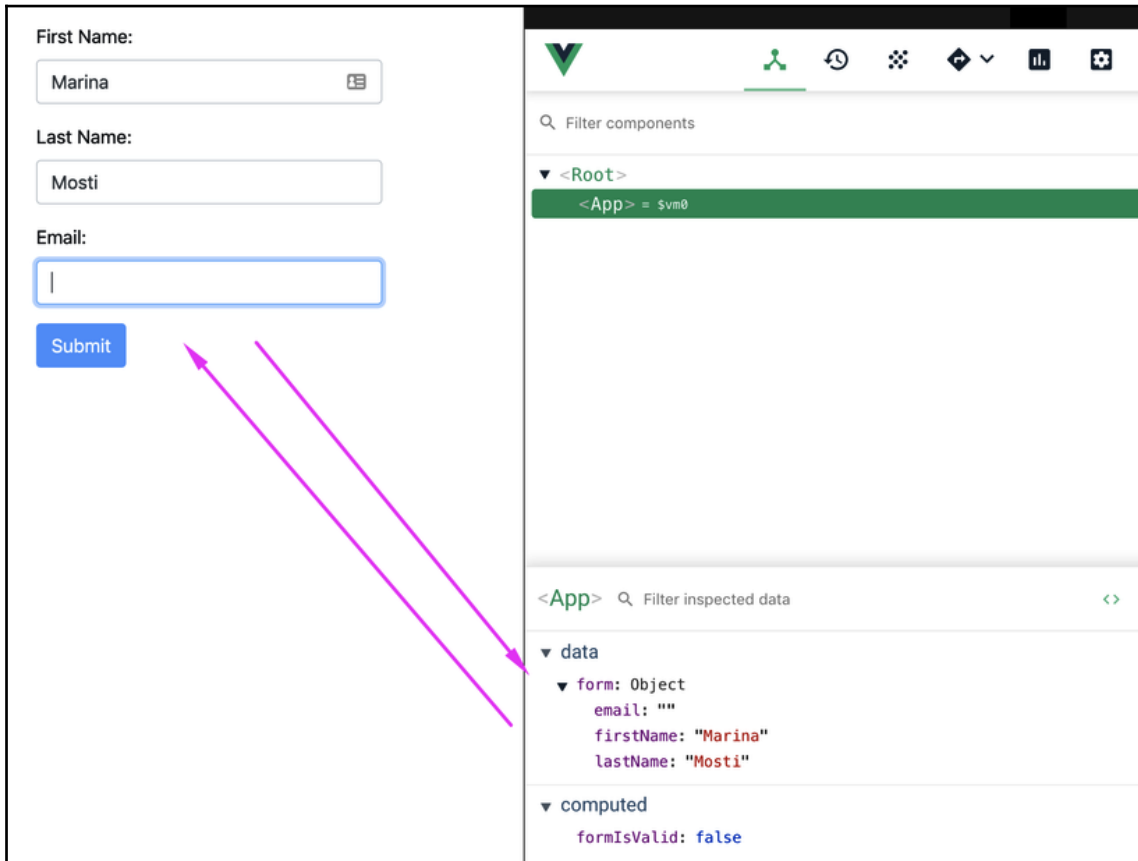 First Name:
Marina
Last Name:
Mosti
Email:
Submit
Filter components
▼ <Root>
<App> = $vm0
<App> Filter inspected data <>
▼ data
▼ form: Object
email: ""
firstName: "Marina"
lastName: "Mosti"
▼ computed
formIsValid: false